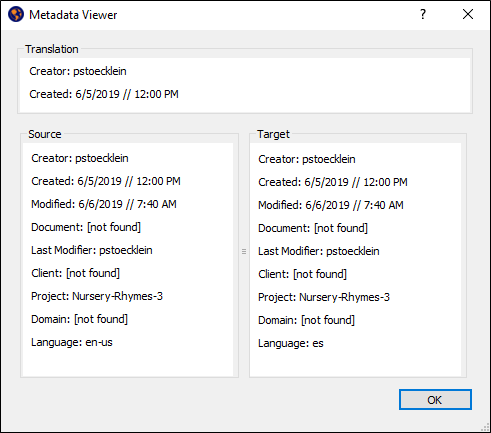 Metadata Viewer
?
Translation
Creator: pstoecklein
Created: 6/5/2019 // 12:00 PM
Source
Creator: pstoecklein
Created: 6/5/2019 // 12:00 PM
Modified: 6/6/2019 // 7:40 AM
Document: [not found]
Last Modifier: pstoecklein
Client: [not found]
Project: Nursery-Rhymes-3
Domain: [not found]
Language: en-us
Target
Creator: pstoecklein
Created: 6/5/2019 // 12:00 PM
Modified: 6/6/2019 // 7:40 AM
Document: [not found]
Last Modifier: pstoecklein
Client: [not found]
Project: Nursery-Rhymes-3
Domain: [not found]
Language: es
OK